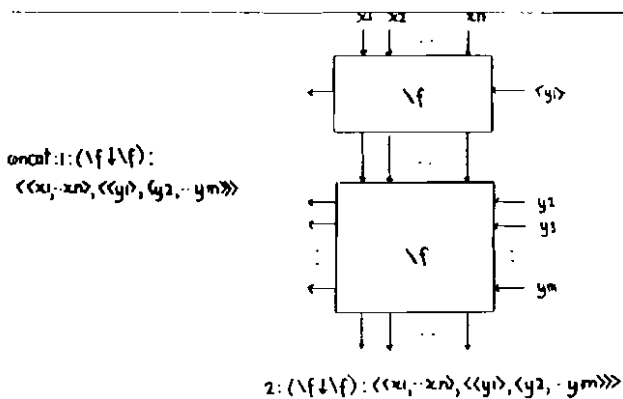 x1 x2 ·· xn
··
\f
<y1>
concat:1:(\f↓\f):
<<x1,··xn>,<<y1>,<y2,··ym>>>
··
y2
y3
\f
:
:
ym
··
2:(\f↓\f):<<x1,··xn>,<<y1>,<y2,·ym>>>